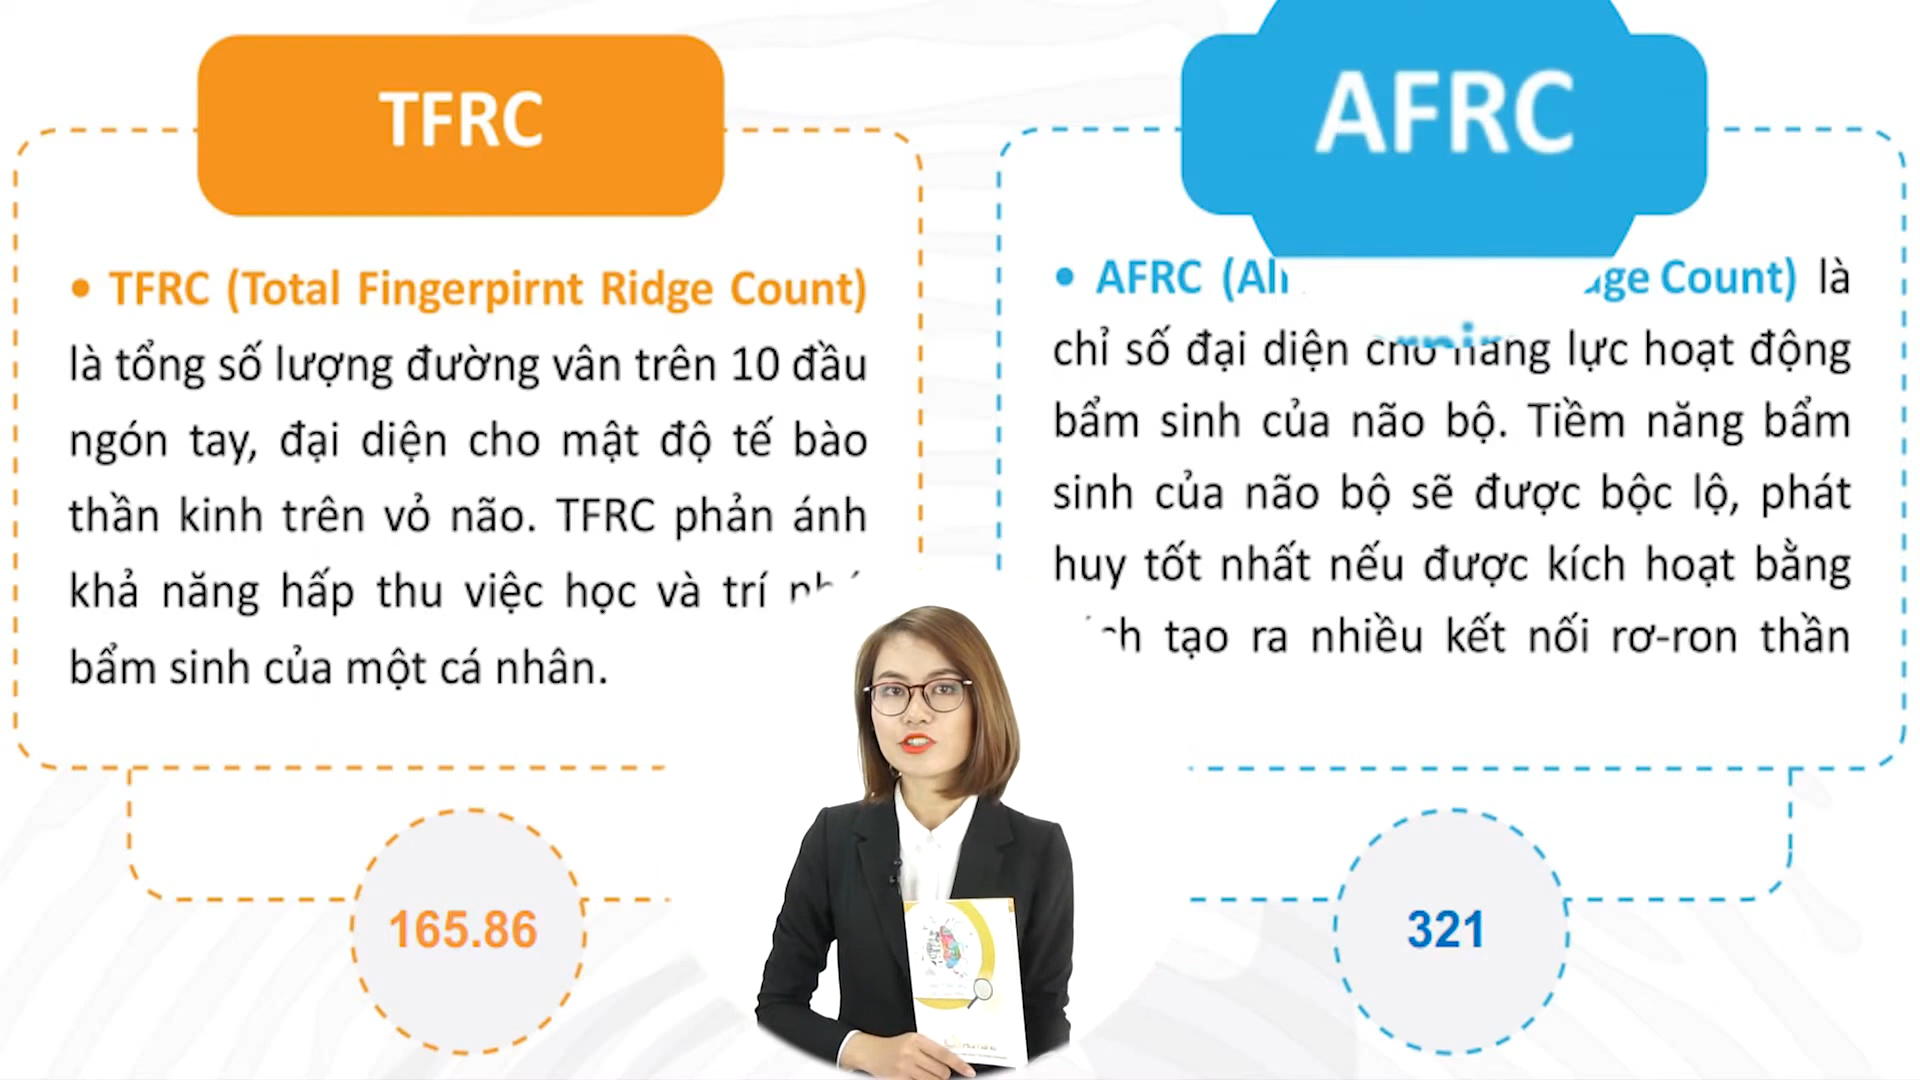 TFRC
• TFRC (Total Fingerpirnt Ridge Count)
là tổng số lượng đường vân trên 10 đầu
ngón tay, đại diện cho mật độ tế bào
thần kinh trên vỏ não. TFRC phản ánh
khả năng hấp thu việc học và trí
bẩm sinh của một cá nhân.
165.86
AFRC
• AFRC Count) là
chỉ số đại diện năng lực hoạt động
bẩm sinh của não bộ. Tiềm năng bẩm
sinh của não bộ sẽ được bộc lộ, phát
huy tốt nhất nếu được kích hoạt bằng
tạo ra nhiều kết nối rơ-ron thần
321